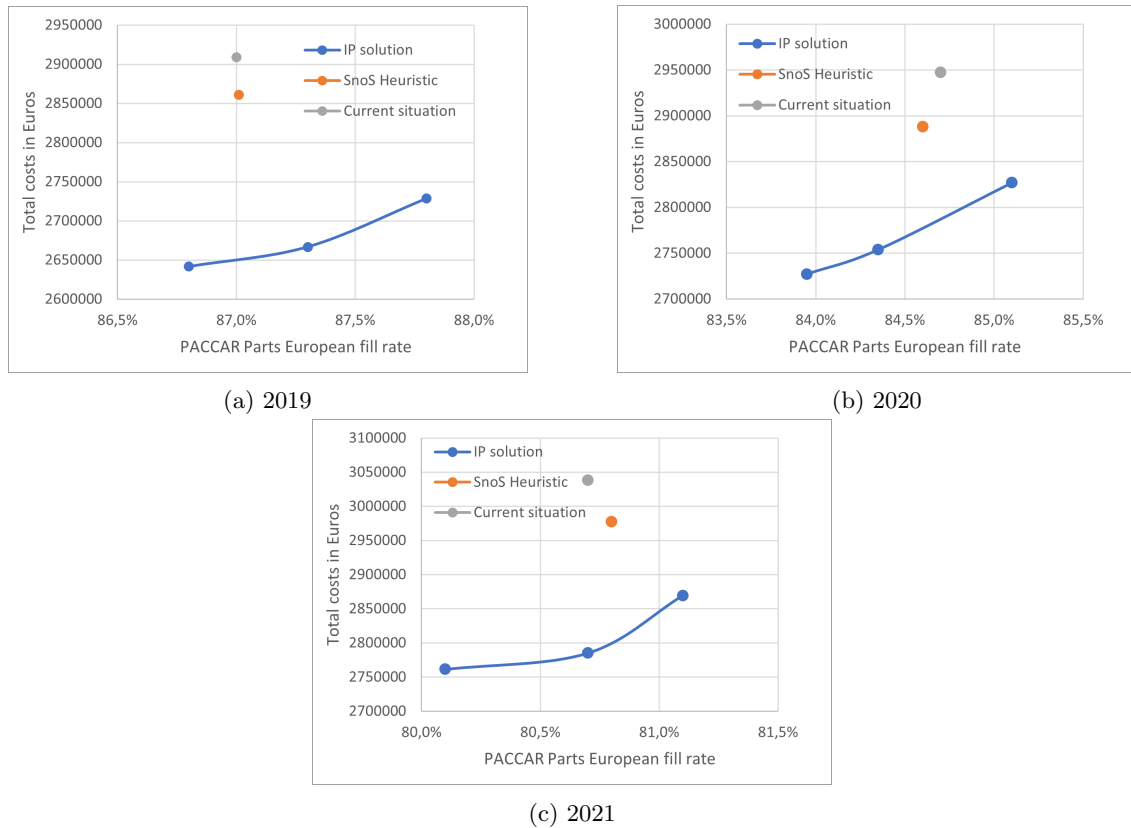 2950000
2900000
2850000
2800000
2750000
2700000
2650000
2600000
86,5%
87,0%
87,5%
88,0%
Total costs in Euros
PACCAR Parts European fill rate
IP solution
SnoS Heuristic
Current situation
(a) 2019
3000000
2950000
2900000
2850000
2800000
2750000
2700000
83,5%
84,0%
84,5%
85,0%
85,5%
Total costs in Euros
PACCAR Parts European fill rate
IP solution
SnoS Heuristic
Current situation
(b) 2020
3100000
3050000
3000000
2950000
2900000
2850000
2800000
2750000
2700000
80,0%
80,5%
81,0%
81,5%
Total costs in Euros
PACCAR Parts European fill rate
IP solution
SnoS Heuristic
Current situation
(c) 2021